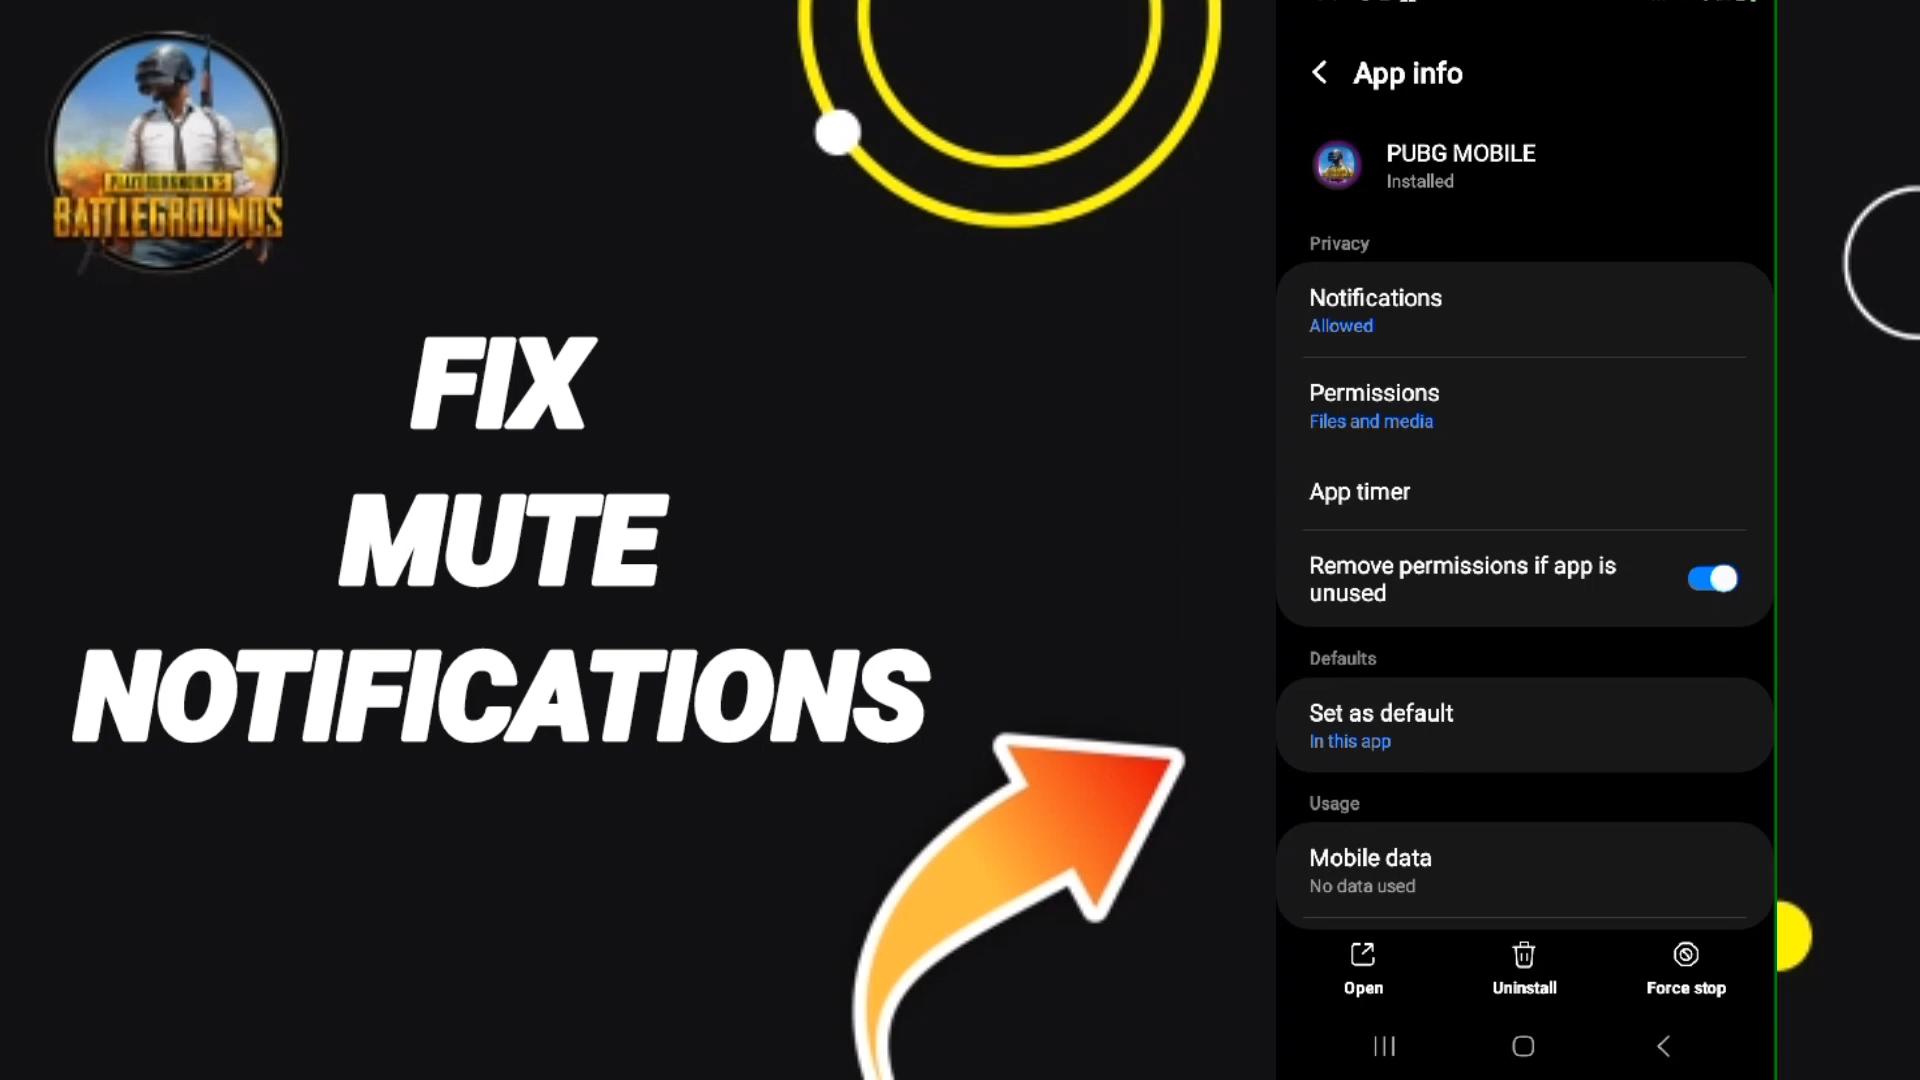 BATTLEGROUNDS
FIX
MUTE
NOTIFICATIONS
App info
PUBG MOBILE
Installed
Privacy
Notifications
Allowed
Permissions
Files and media
App timer
Remove permissions if app is
unused
Defaults
Set as default
In this app
Usage
Mobile data
No data used
Open
Uninstall
Force stop